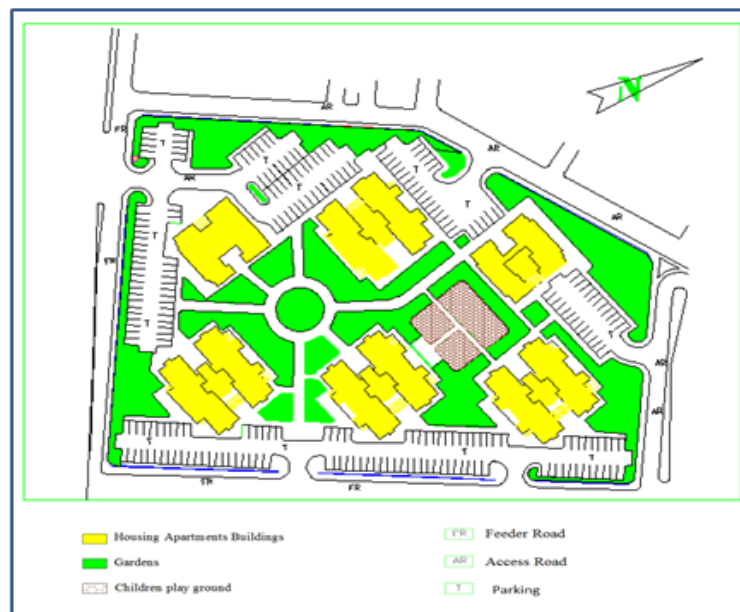 AR
N
FR
T
AR
T
T
AR
T
T
AR
T
FR
T
T
AR
AR
T
T
T
T
FR
FR
Housing Apartments Buildings
FR Feeder Road
Gardens
AR Access Road
Children play ground
T Parking